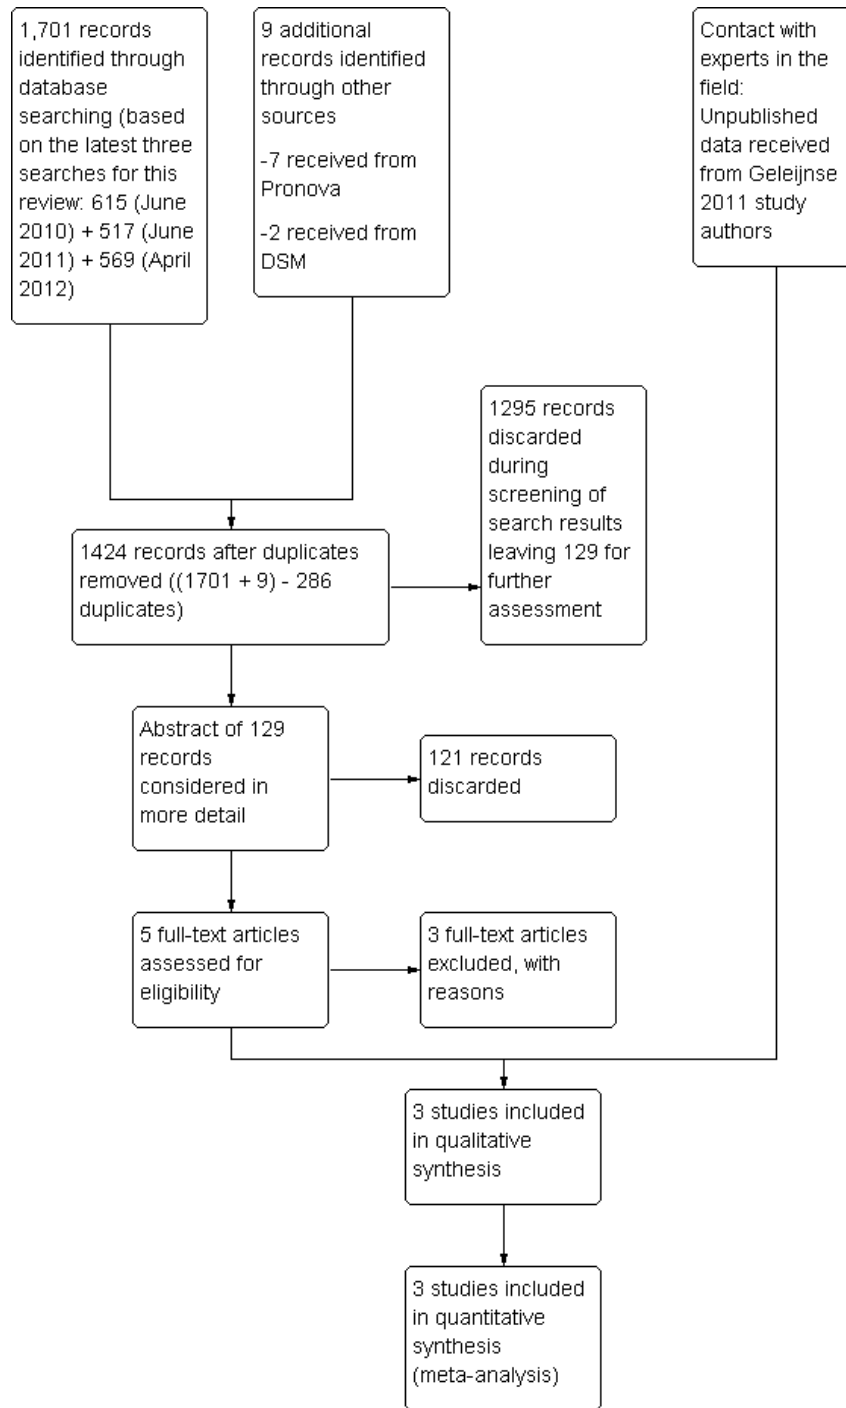 1,701 records
identified through
database
searching (based
on the latest three
searches for this
review: 615 (June
2010) + 517 (June
2011) + 569 (April
2012)
9 additional
records identified
through other
sources
-7 received from
Pronova
-2 received from
DSM
Contact with
experts in the
field:
Unpublished
data received
from Geleijnse
2011 study
authors
1295 records
discarded
during
screening of
search results
leaving 129 for
further
assessment
1424 records after duplicates
removed ((1701 + 9) - 286
duplicates)
Abstract of 129
records
considered in
more detail
121 records
discarded
5 full-text articles
assessed for
eligibility
3 full-text articles
excluded, with
reasons
3 studies included
in qualitative
synthesis
3 studies included
in quantitative
synthesis
(meta-analysis)